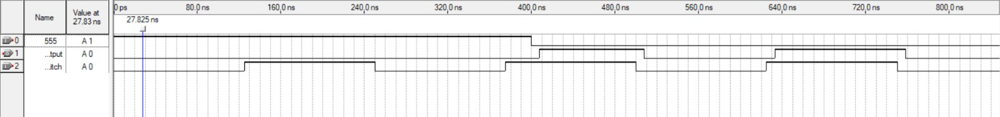 Name
Value at
27.83 ns
0 ps
80.0 ns
160.0 ns
240.0 ns
320.0 ns
400.0 ns
480.0 ns
560.0 ns
640.0 ns
720.0 ns
800.0 ns
27.825 ns
0 555 A 1
1 ...tput A 0
2 ...itch A 0